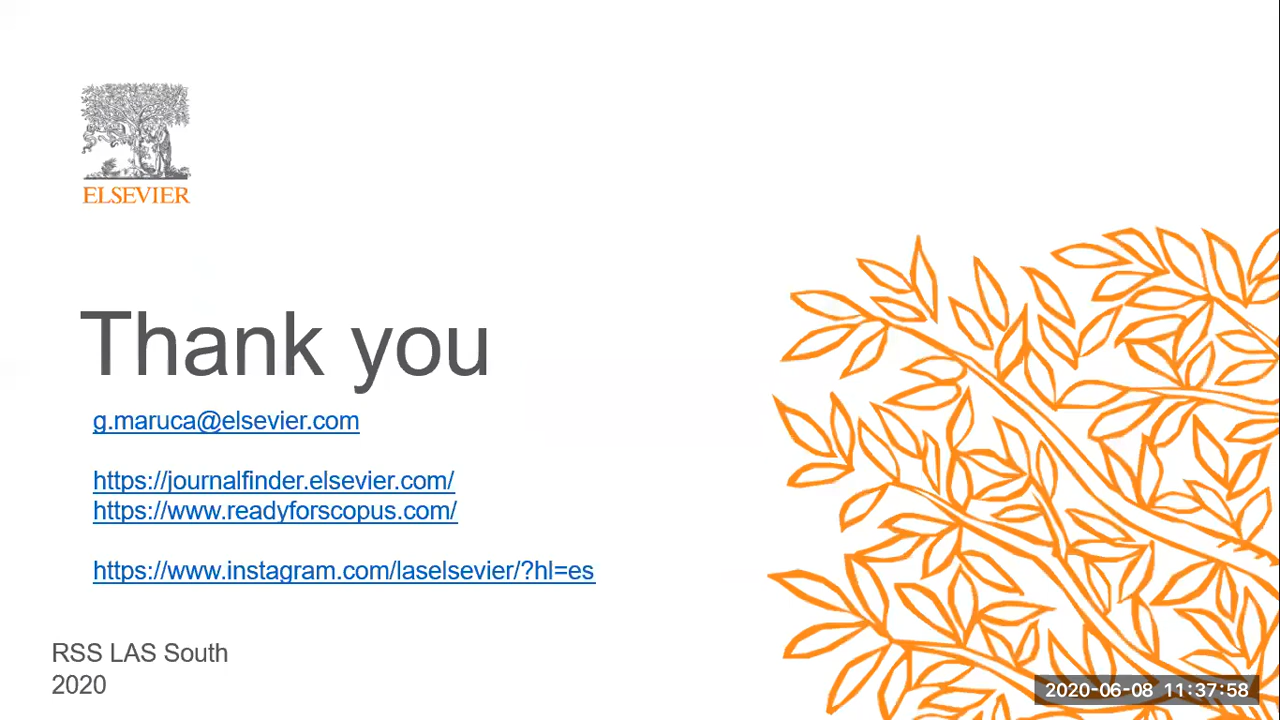 ELSEVIER
Thank you
g.maruca@elsevier.com
https://journalfinder.elsevier.com/
https://www.readyforscopus.com/
https://www.instagram.com/laselsevier/?hl=es
RSS LAS South
2020
2020-06-08 11:37:58